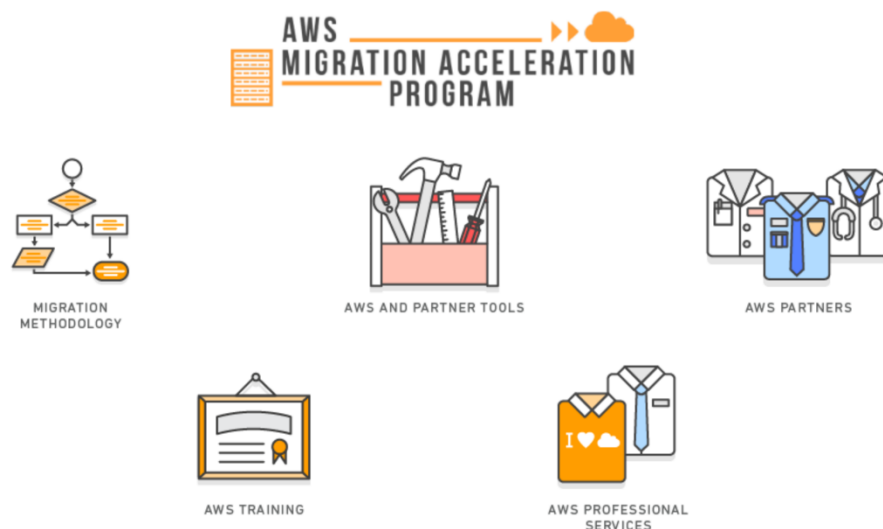 AWS
MIGRATION ACCELERATION
PROGRAM
MIGRATION
METHODOLOGY
AWS AND PARTNER TOOLS
AWS PARTNERS
I
AWS TRAINING
AWS PROFESSIONAL
SERVICES